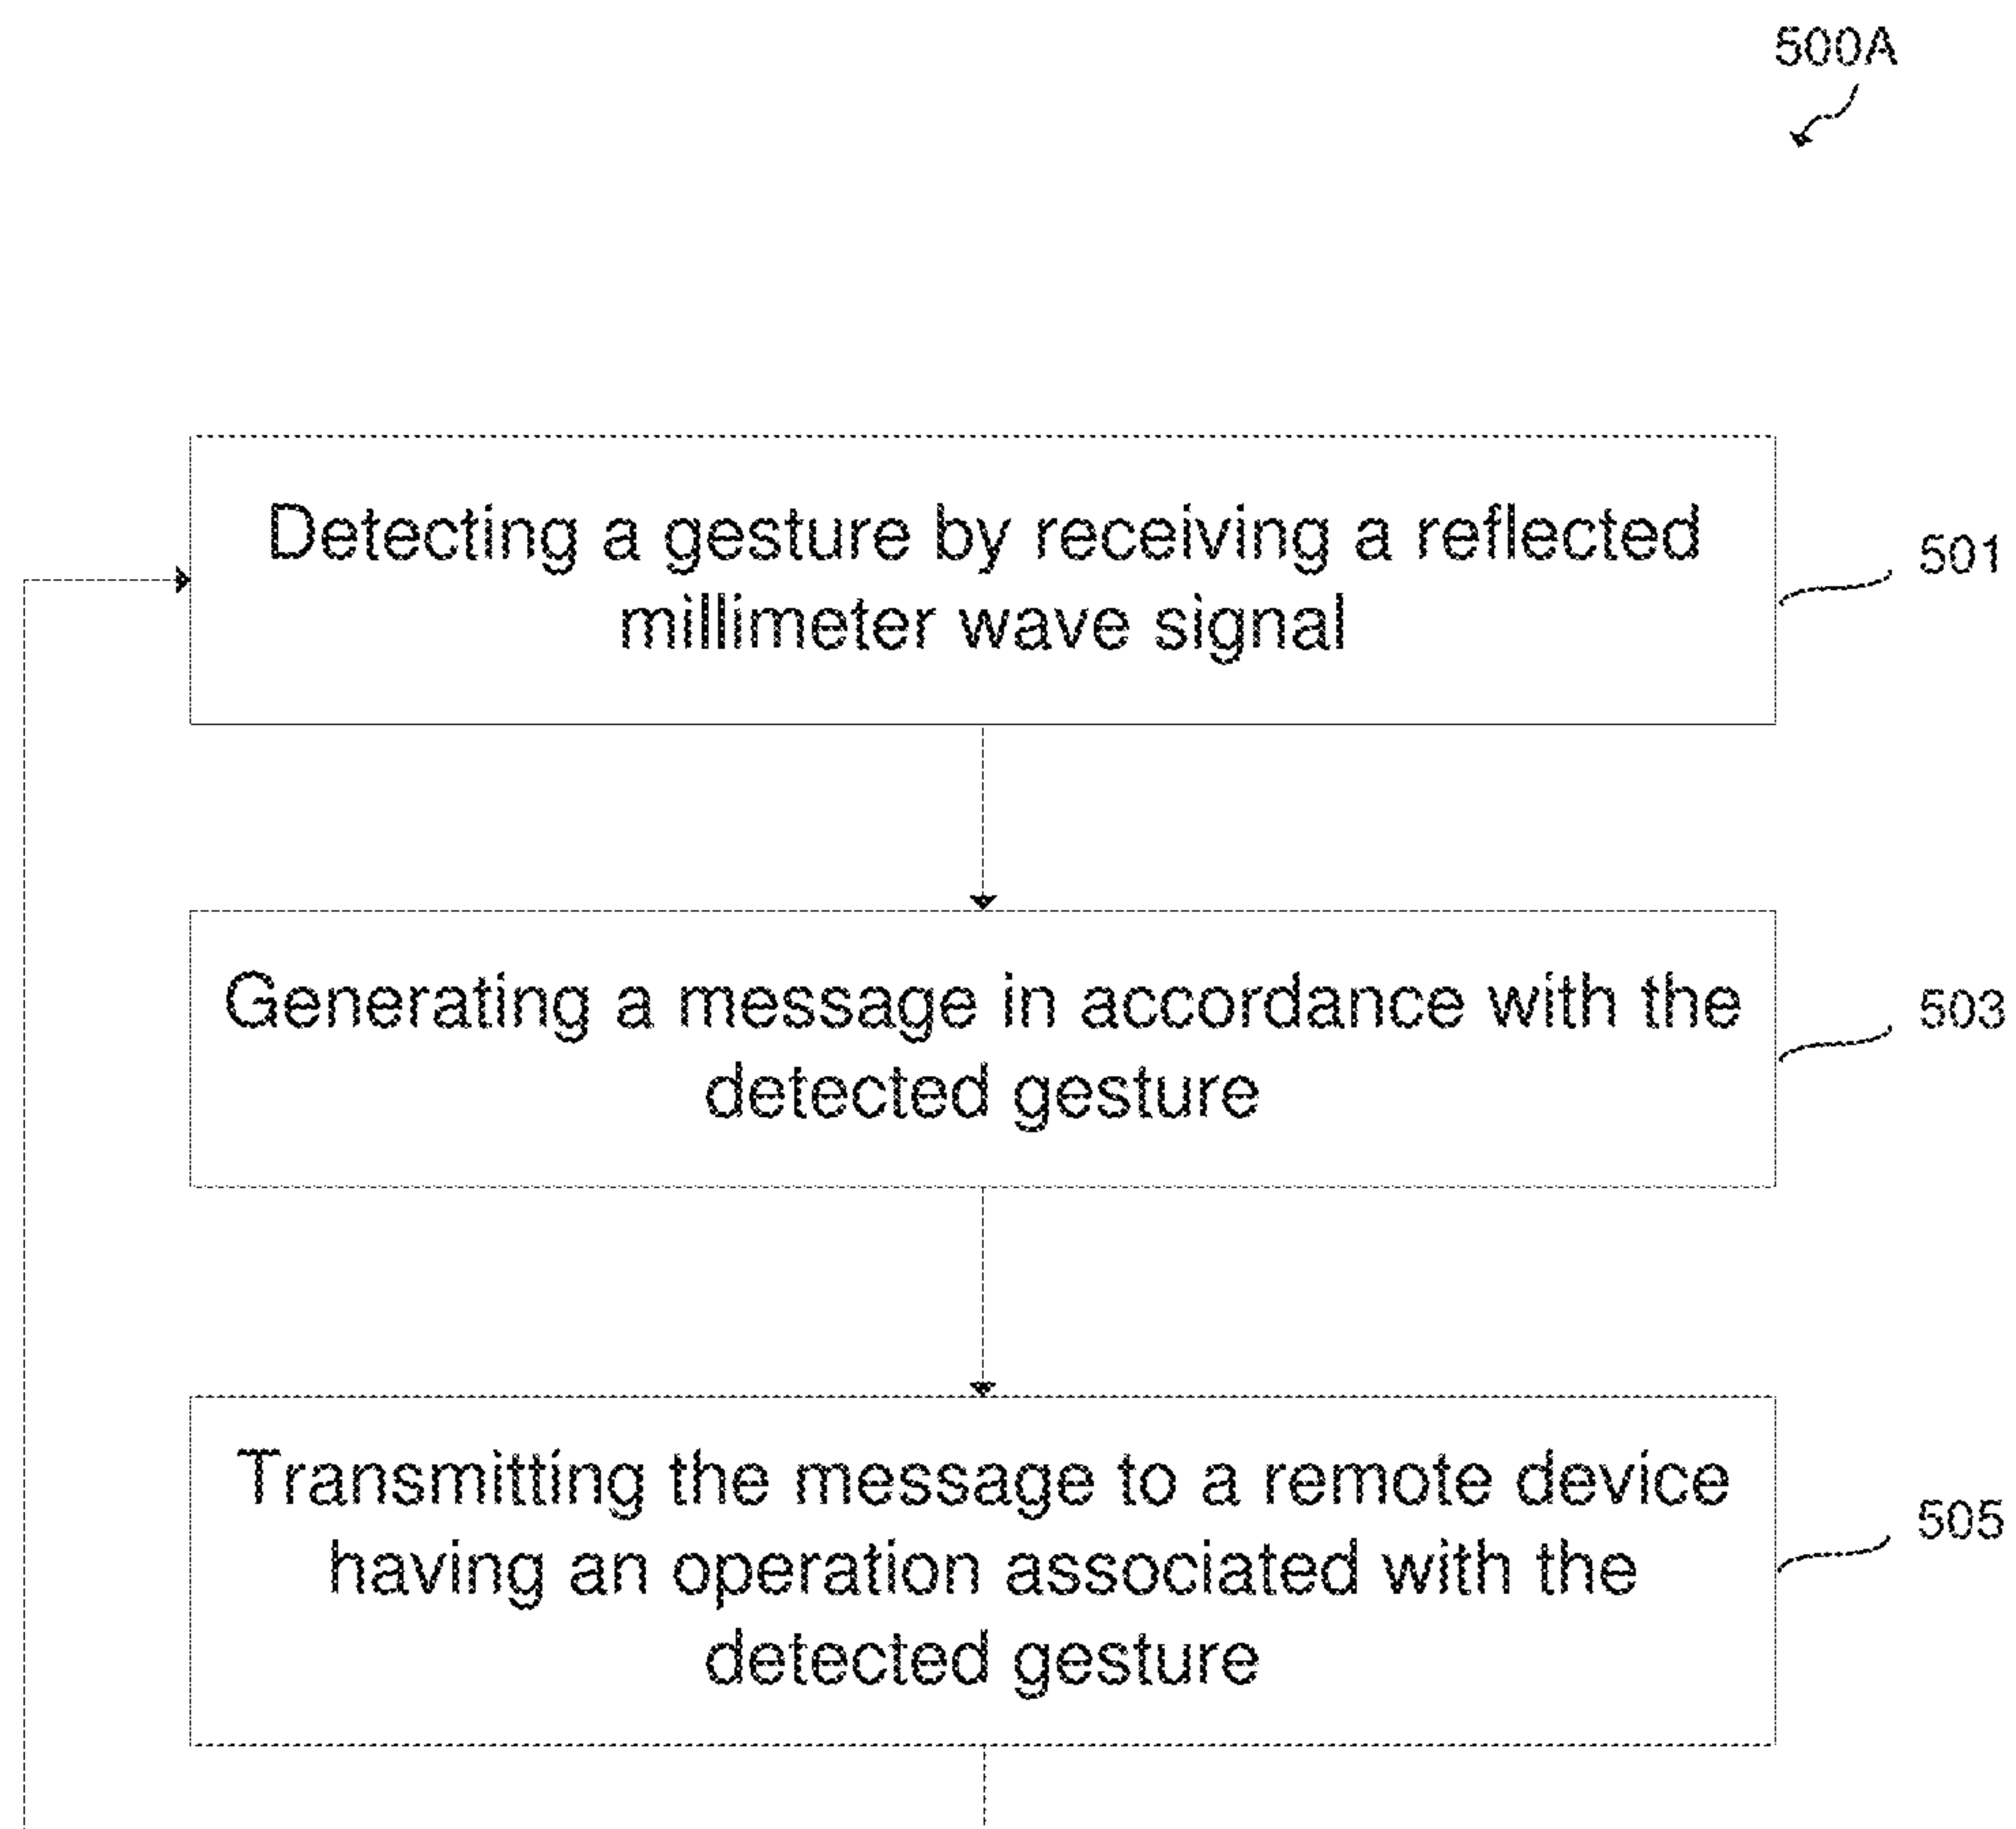 500A
Detecting a gesture by receiving a reflected
millimeter wave signal
501
Generating a message in accordance with the
detected gesture
503
Transmitting the message to a remote device
having an operation associated with the
detected gesture
505